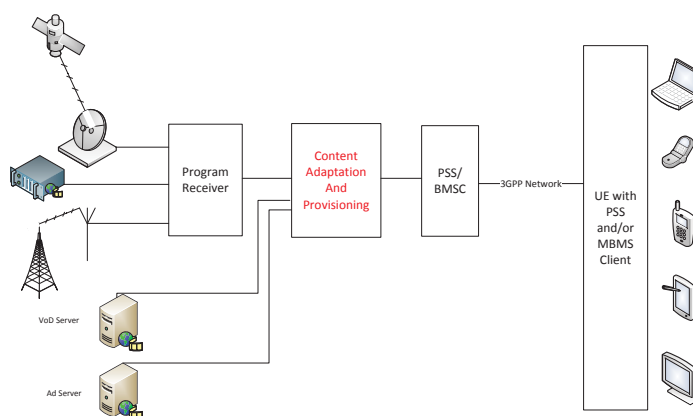 Program
Receiver
Content
Adaptation
And
Provisioning
PSS/
BMSC
3GPP Network
UE with
PSS
and/or
MBMS
Client
VoD Server
Ad Server